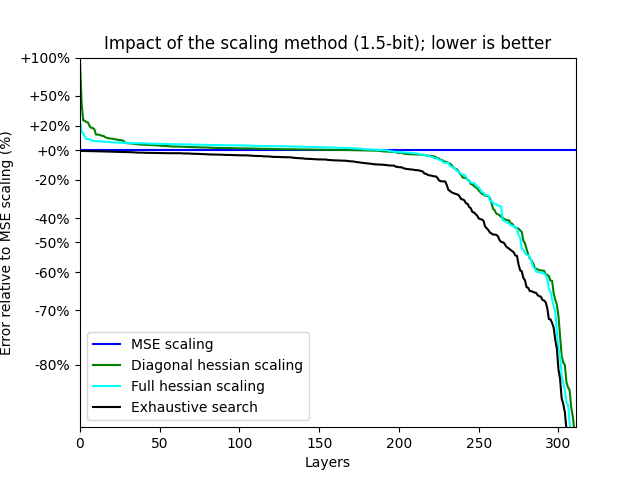 Impact of the scaling method (1.5-bit); lower is better
+100%
+50%
+20%
+0%
-20%
-40%
-50%
-60%
-70%
-80%
Error relative to MSE scaling (%)
MSE scaling
Diagonal hessian scaling
Full hessian scaling
Exhaustive search
0 50 100 150 200 250 300
Layers